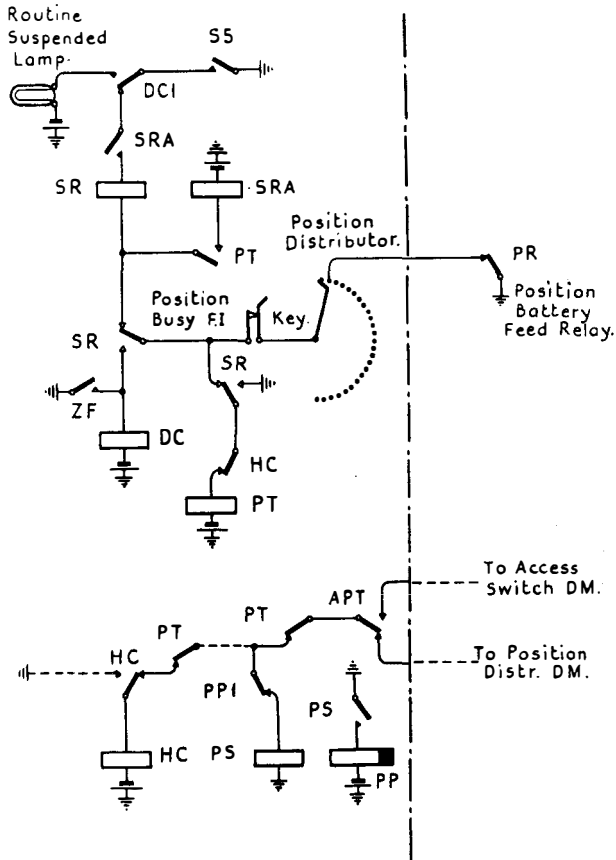 Routine
Suspended
Lamp.
S5
DC1
SRA
SR
SRA
Position
Distributor.
PT
PR
Position
Battery
Feed Relay.
Position
Busy F.I
Key.
SR
SR
ZF
DC
HC
PT
To Access
Switch DM.
APT
PT
PT
To Position
Distr. DM.
HC
PP1
PS
HC
PS
PP